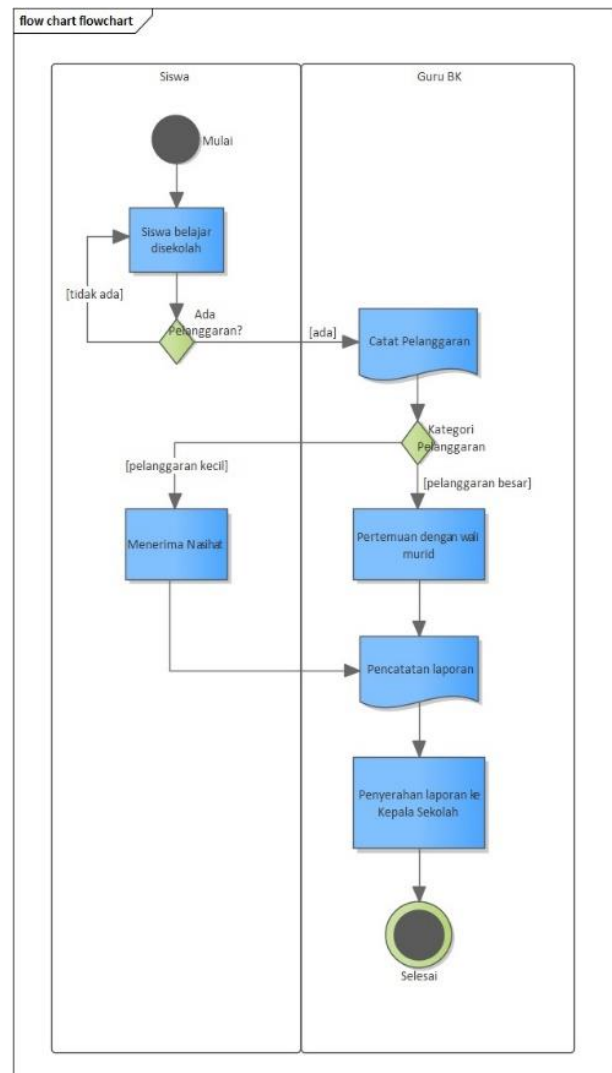 flow chart flowchart
Siswa
Guru BK
Mulai
Siswa belajar
disekolah
[tidak ada]
Ada
Pelanggaran?
[ada]
Catat Pelanggaran
Kategori
Pelanggaran
[pelanggaran kecil]
[pelanggaran besar]
Menerima Nasihat
Pertemuan dengan wali
murid
Pencatatan laporan
Penyerahan laporan ke
Kepala Sekolah
Selesai